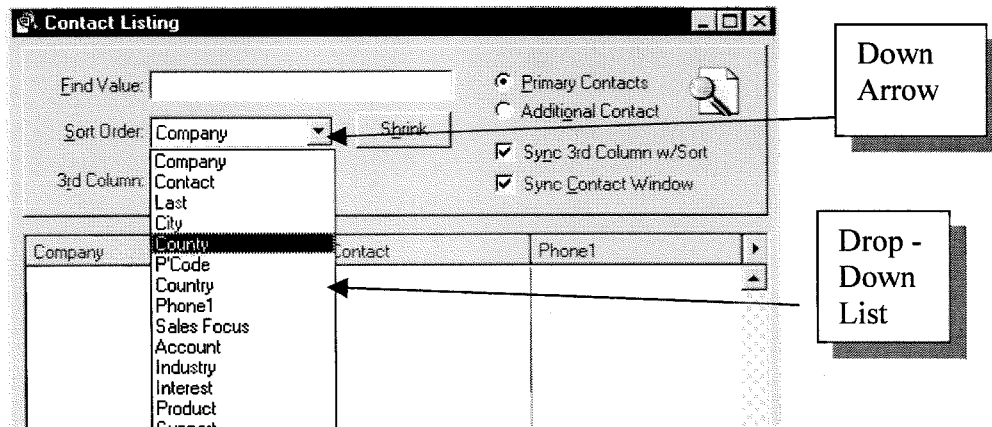 Contact Listing
Find Value:
Primary Contacts
Additional Contact
Sort Order: Company
Shrink
Sync 3rd Column w/Sort
3rd Column:
Sync Contact Window
Company
Contact
Last
City
County
P'Code
Country
Phone1
Sales Focus
Account
Industry
Interest
Product
Support
Company
Contact
Phone1
Down
Arrow
Drop -
Down
List